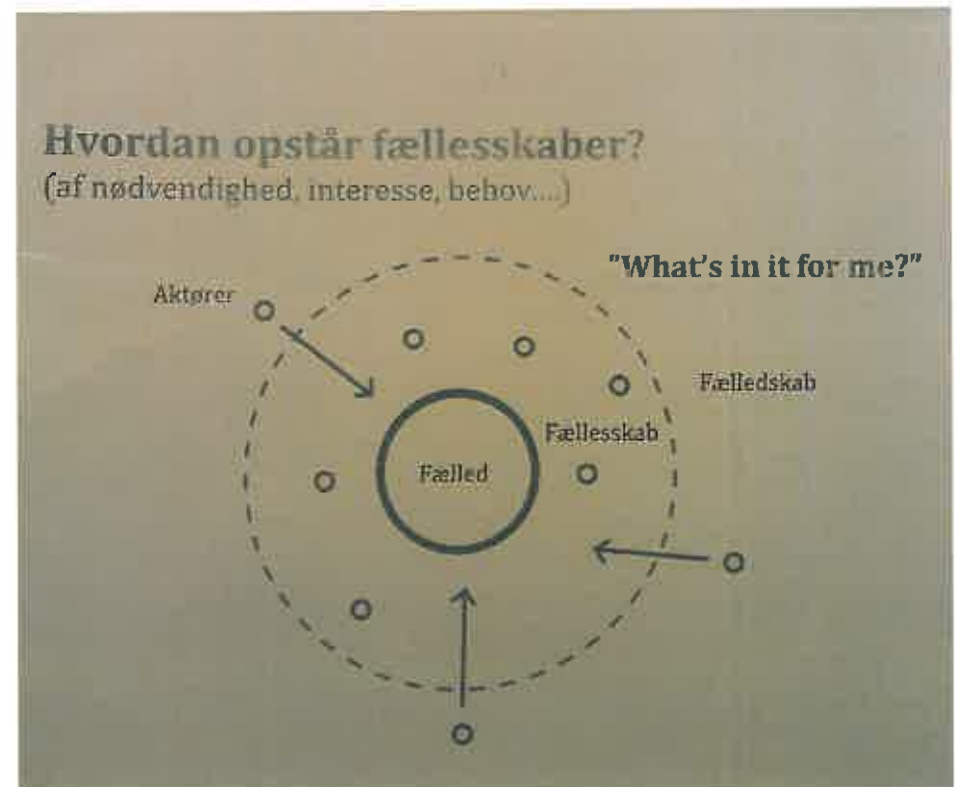 Hvordan opstår fællesskaber?
(af nødvendighed, interesse, behov....)
"What's in it for me?"
Aktører
Fælledskab
Fællesskab
Fælled